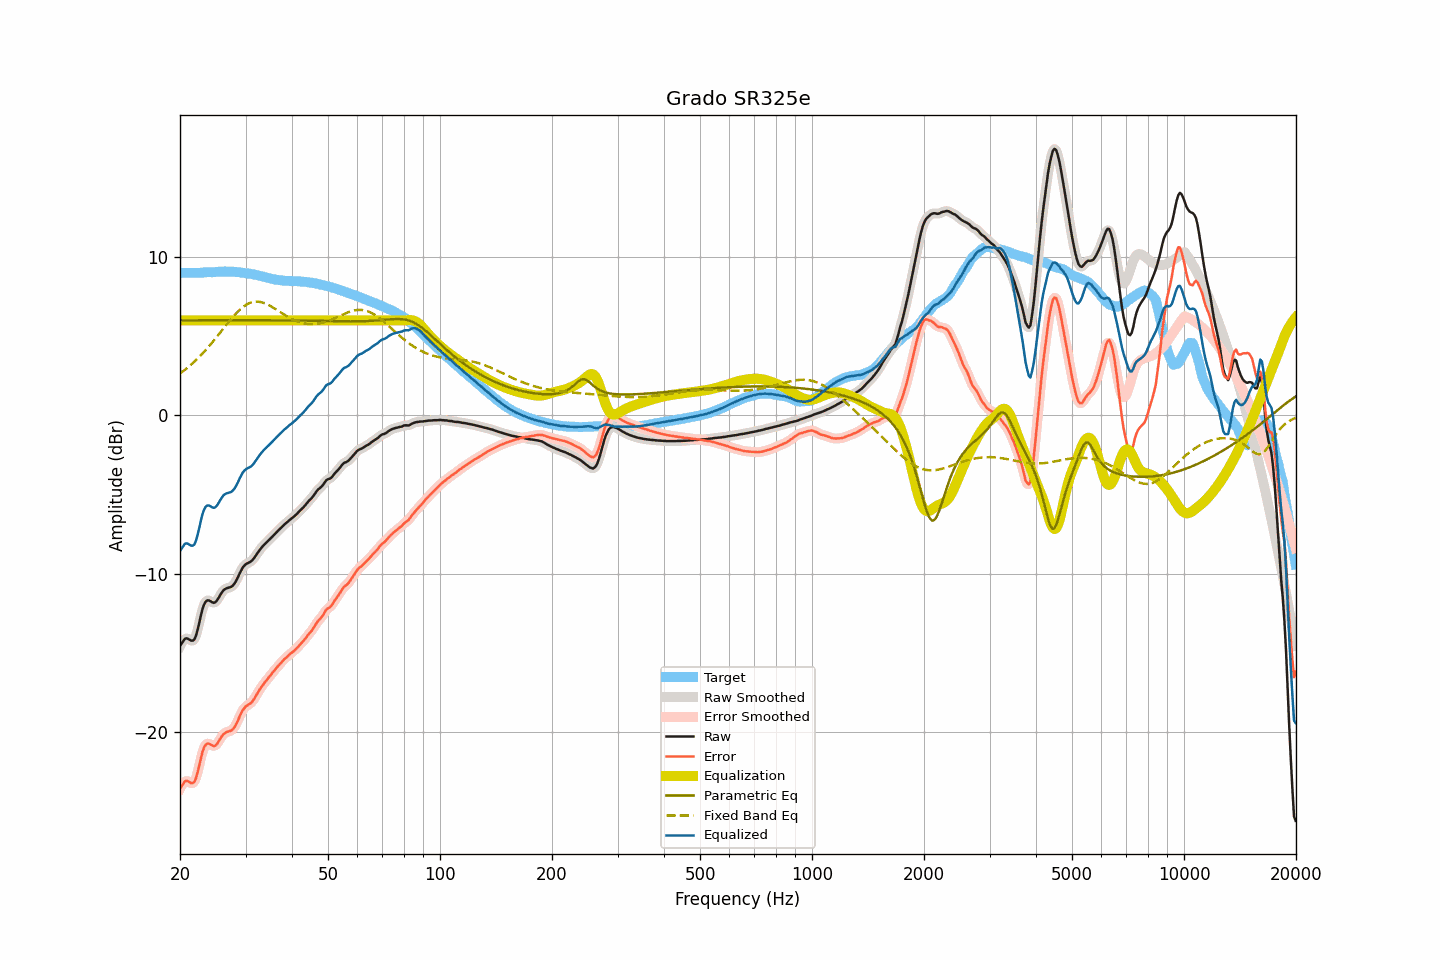 Grado SR325e
Amplitude (dBr)
10
0
−10
−20
Target
Raw Smoothed
Error Smoothed
Raw
Error
Equalization
Parametric Eq
Fixed Band Eq
Equalized
20 50 100 200 500 1000 2000 5000 10000 20000
Frequency (Hz)